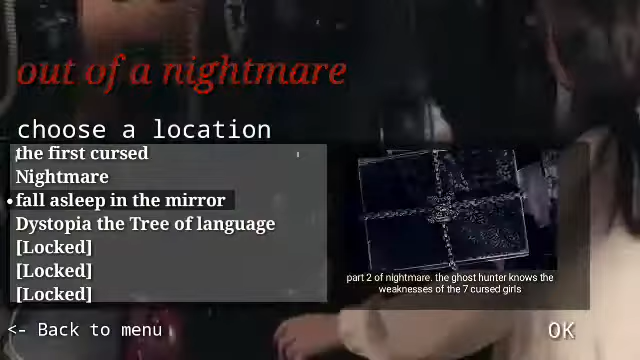 out of a nightmare
choose a location
the first cursed
Nightmare
fall asleep in the mirror
Dystopia the Tree of language
[Locked]
[Locked]
[Locked]
part 2 of nightmare. the ghost hunter knows the
weaknesses of the 7 cursed girls
<- Back to menu
OK